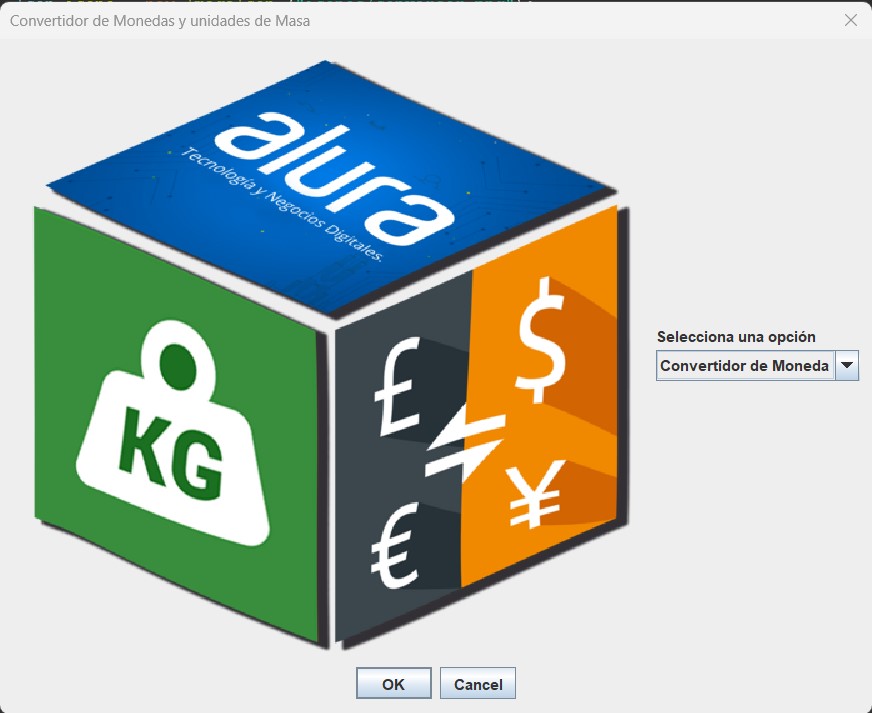 Convertidor de Monedas y unidades de Masa
alura
Tecnología y Negocios Digitales.
KG
£
$
€
¥
Selecciona una opción
Convertidor de Moneda
OK
Cancel